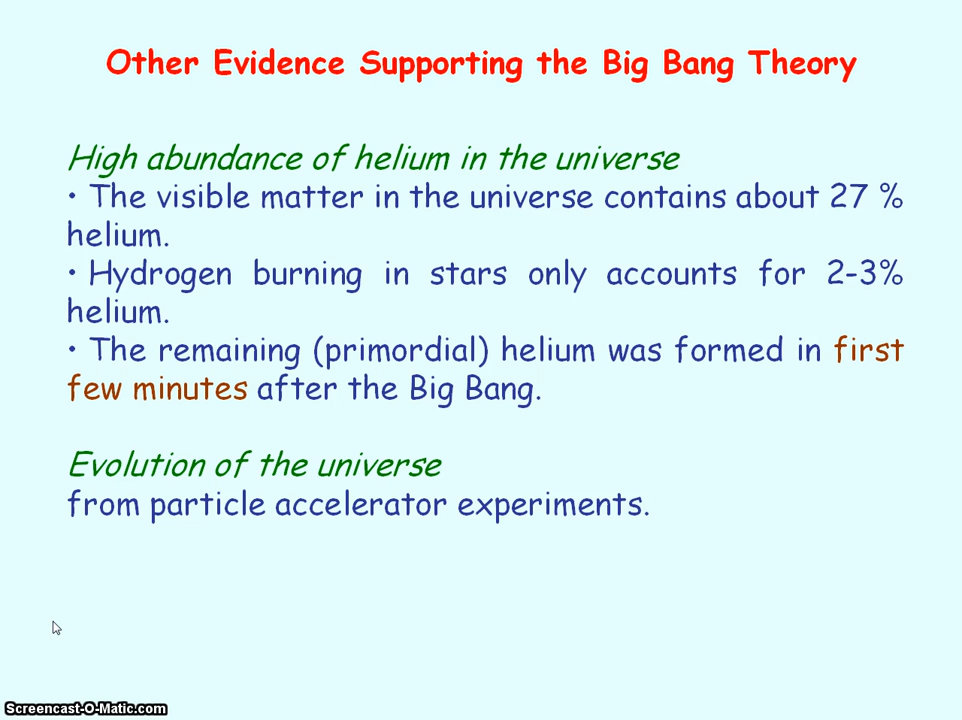 Other Evidence Supporting the Big Bang Theory
High abundance of helium in the universe
• The visible matter in the universe contains about 27 %
helium.
• Hydrogen burning in stars only accounts for 2-3%
helium.
• The remaining (primordial) helium was formed in first
few minutes after the Big Bang.
Evolution of the universe
from particle accelerator experiments.
Screencast-O-Matic.com